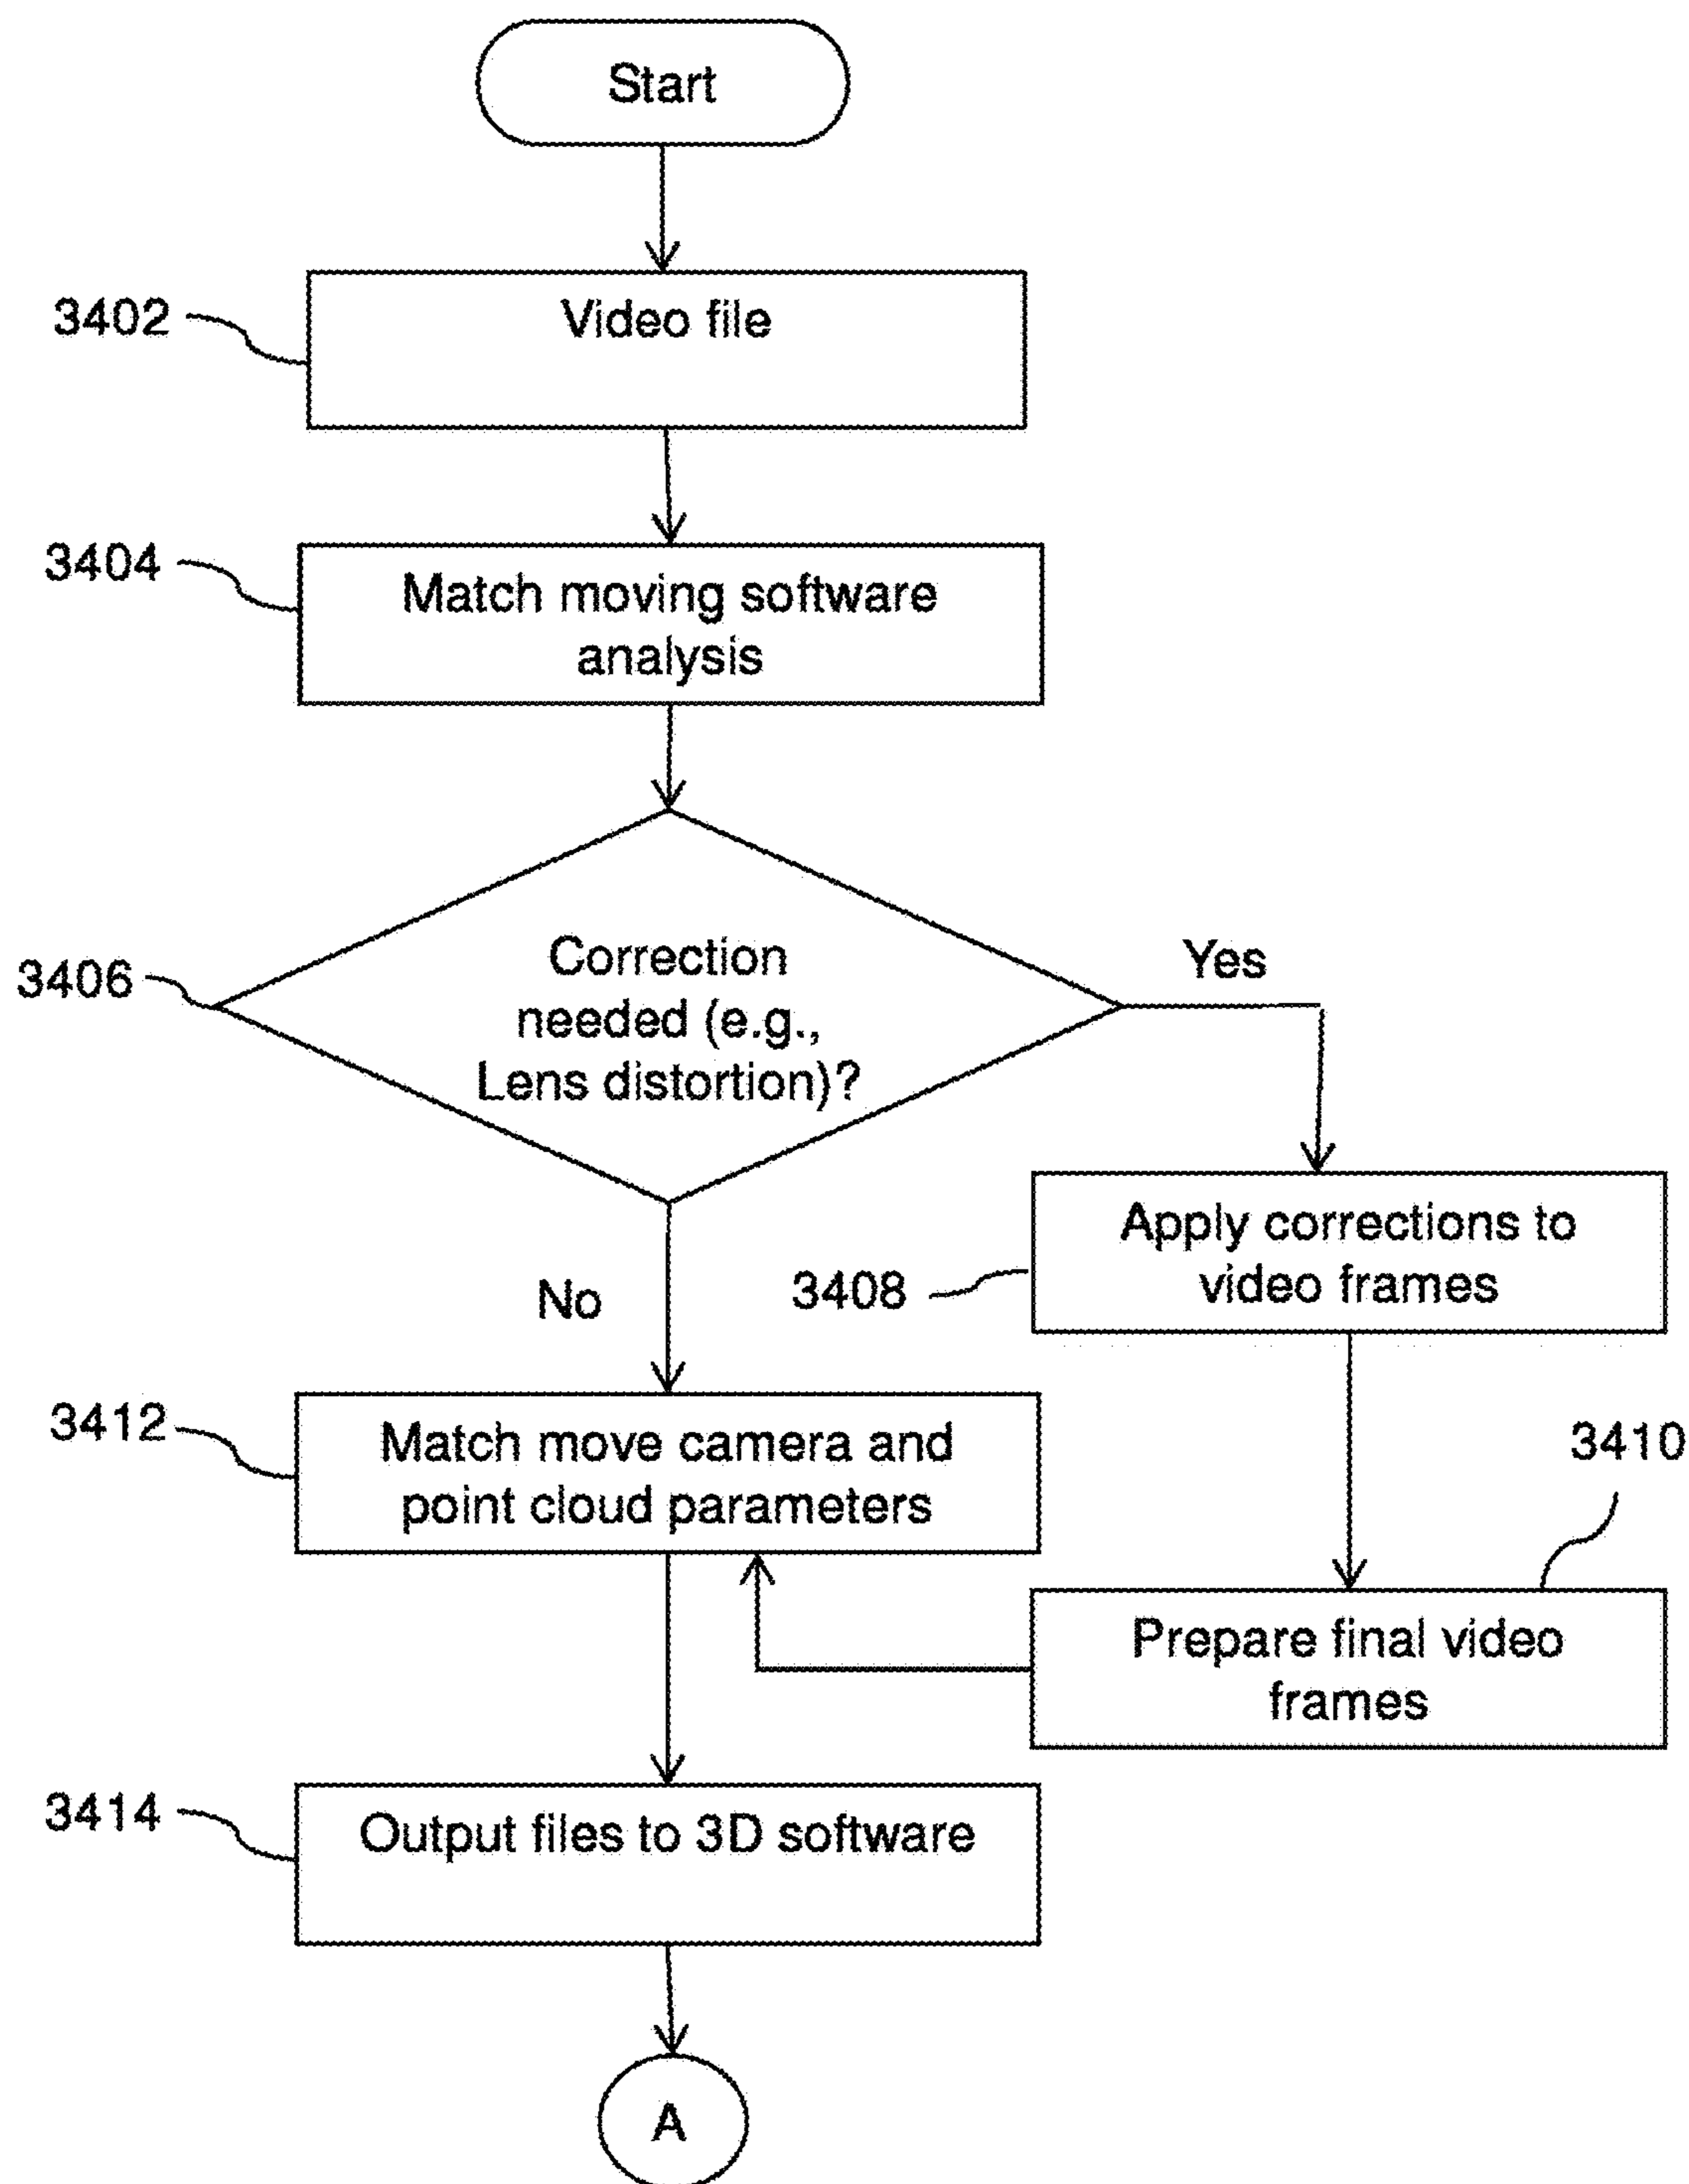 Start
3402
Video file
3404
Match moving software
analysis
3406
Correction
needed (e.g.,
Lens distortion)?
Yes
No
3408
Apply corrections to
video frames
3412
Match move camera and
point cloud parameters
3410
Prepare final video
frames
3414
Output files to 3D software
A